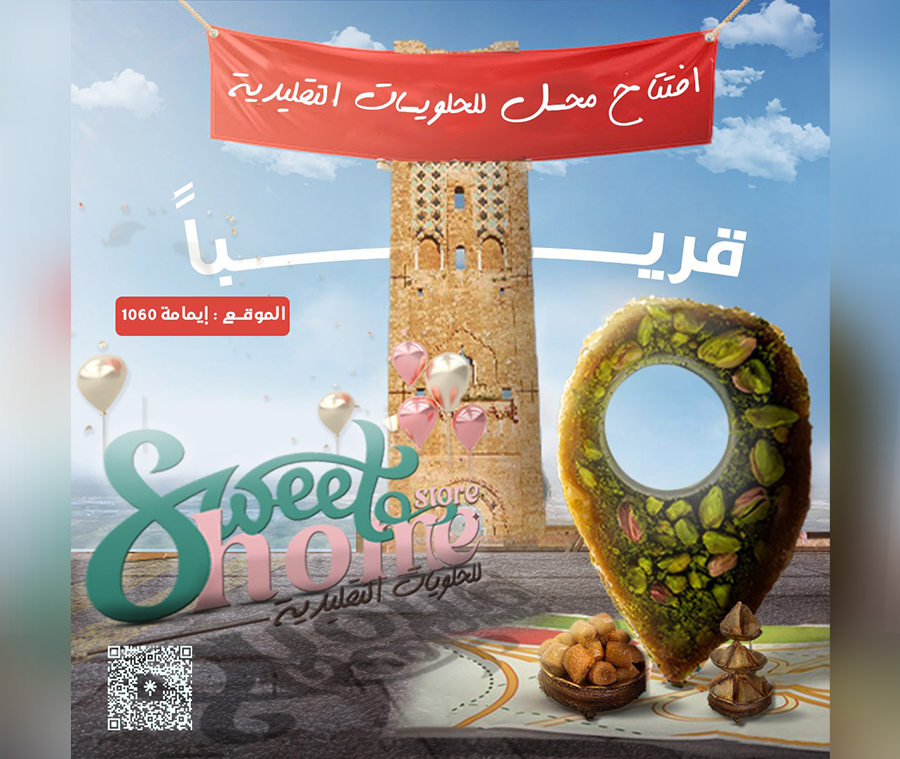 افتتاح محل للحلويات التقليدية
قريباً
الموقع : إيمامة 1060
Sweet
home store
للحلويات التقليدية